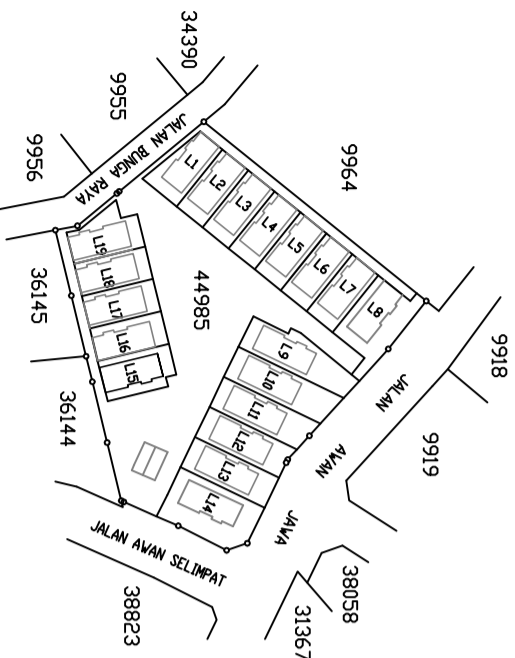 34390
9955
9956
JALAN BUNGA RAYA
9964
L1
L2
L3
L4
L5
L6
L7
L8
9918
9919
JALAN
AWAN
JAWA
44985
L19
L18
L17
L16
L15
L9
L10
L11
L12
L13
L14
36145
36144
JALAN AWAN SELIMPAT
38823
38058
31367